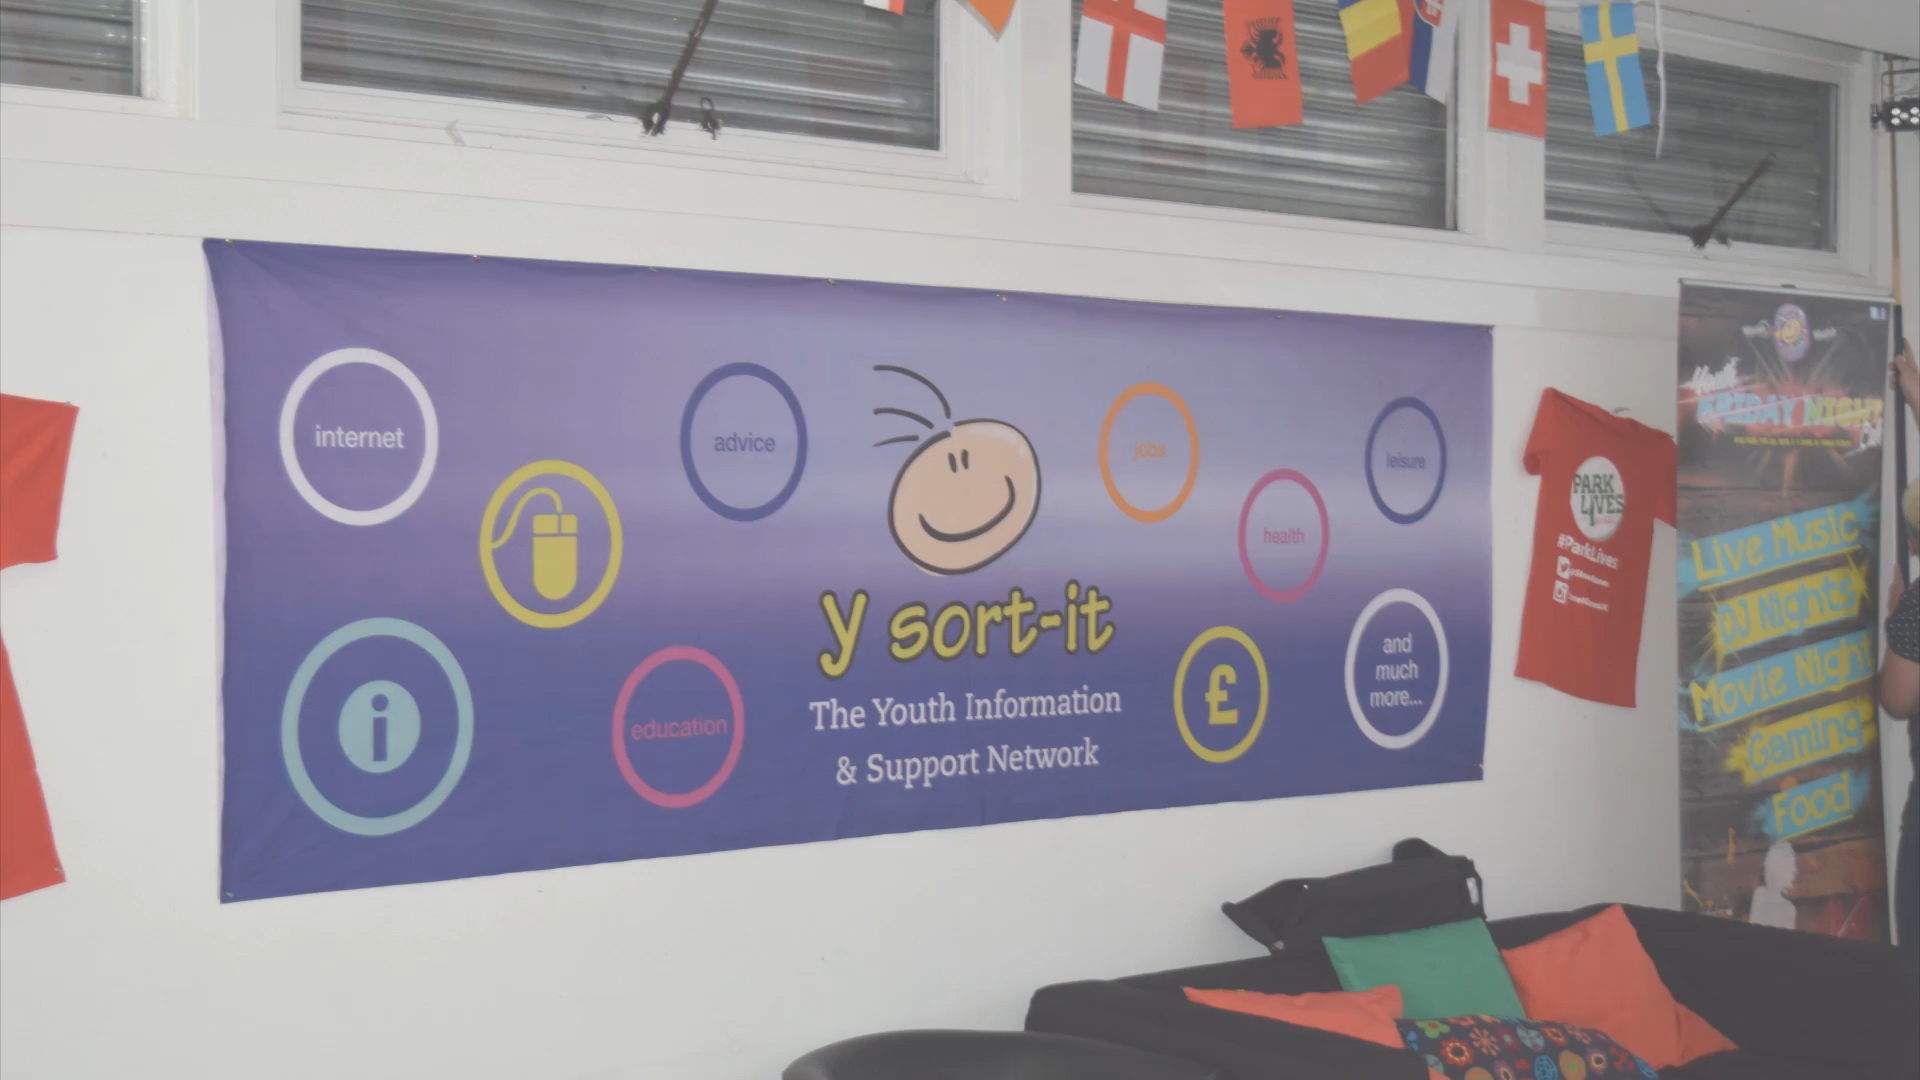 internet
advice
jobs
leisure
health
y sort-it
The Youth Information
& Support Network
i
education
£
and
much
more...
PARK
LIVES
#ParkLives
FRIDAY NIGHT
Live Music
DJ Nights
Movie Night
Gaming
Food